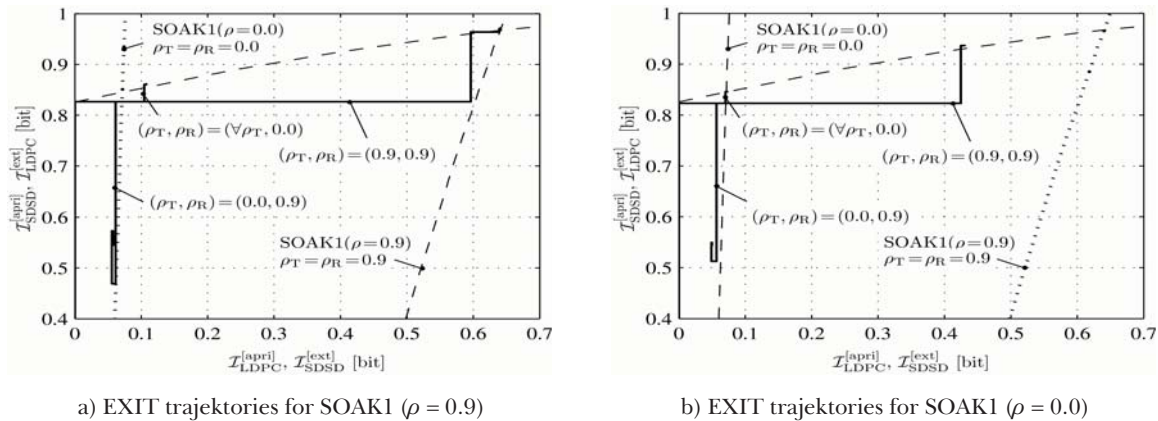 1
0.9
0.8
0.7
0.6
0.5
0.4
𝓘[apri]SDSD, 𝓘[ext]LDPC [bit]
SOAK1(ρ=0.0)
ρT=ρR=0.0
(ρT, ρR)=(∀ρT, 0.0)
(ρT, ρR)=(0.9, 0.9)
(ρT, ρR)=(0.0, 0.9)
SOAK1(ρ=0.9)
ρT=ρR=0.9
0 0.1 0.2 0.3 0.4 0.5 0.6 0.7
𝓘[apri]LDPC, 𝓘[ext]SDSD [bit]
a) EXIT trajektories for SOAK1 (ρ = 0.9)
1
0.9
0.8
0.7
0.6
0.5
0.4
𝓘[apri]SDSD, 𝓘[ext]LDPC [bit]
SOAK1(ρ=0.0)
ρT=ρR=0.0
(ρT, ρR)=(∀ρT, 0.0)
(ρT, ρR)=(0.9, 0.9)
(ρT, ρR)=(0.0, 0.9)
SOAK1(ρ=0.9)
ρT=ρR=0.9
0 0.1 0.2 0.3 0.4 0.5 0.6 0.7
𝓘[apri]LDPC, 𝓘[ext]SDSD [bit]
b) EXIT trajektories for SOAK1 (ρ = 0.0)